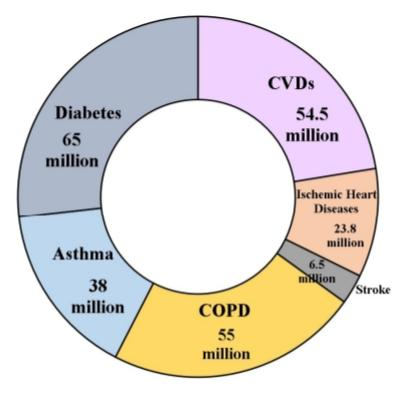 CVDs
54.5
million
Ischemic Heart
Diseases
23.8
million
6.5
million
Stroke
COPD
55
million
Asthma
38
million
Diabetes
65
million